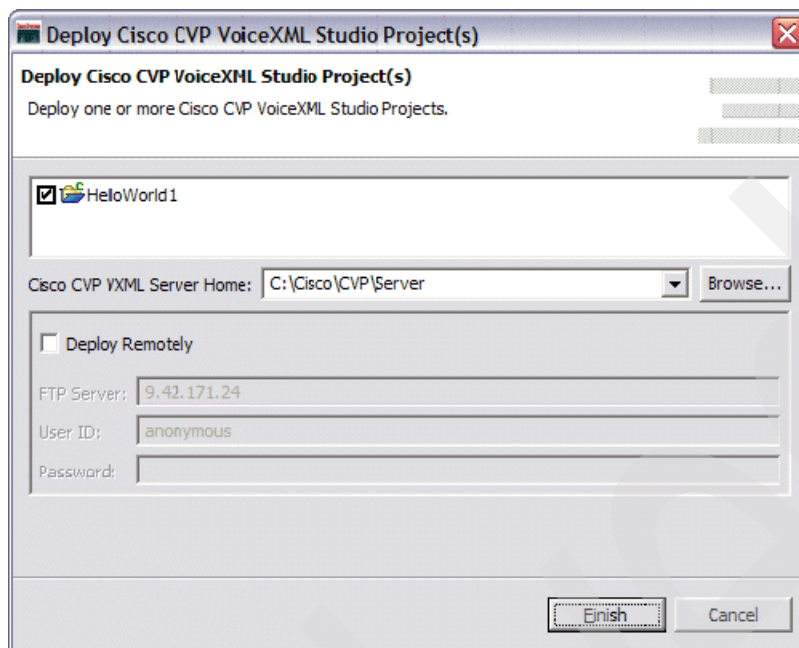 Deploy Cisco CVP VoiceXML Studio Project(s)
Deploy Cisco CVP VoiceXML Studio Project(s)
Deploy one or more Cisco CVP VoiceXML Studio Projects.
HelloWorld1
Cisco CVP VXML Server Home: C:\Cisco\CVP\Server Browse...
Deploy Remotely
FTP Server: 9.42.171.24
User ID: anonymous
Password:
Finish Cancel